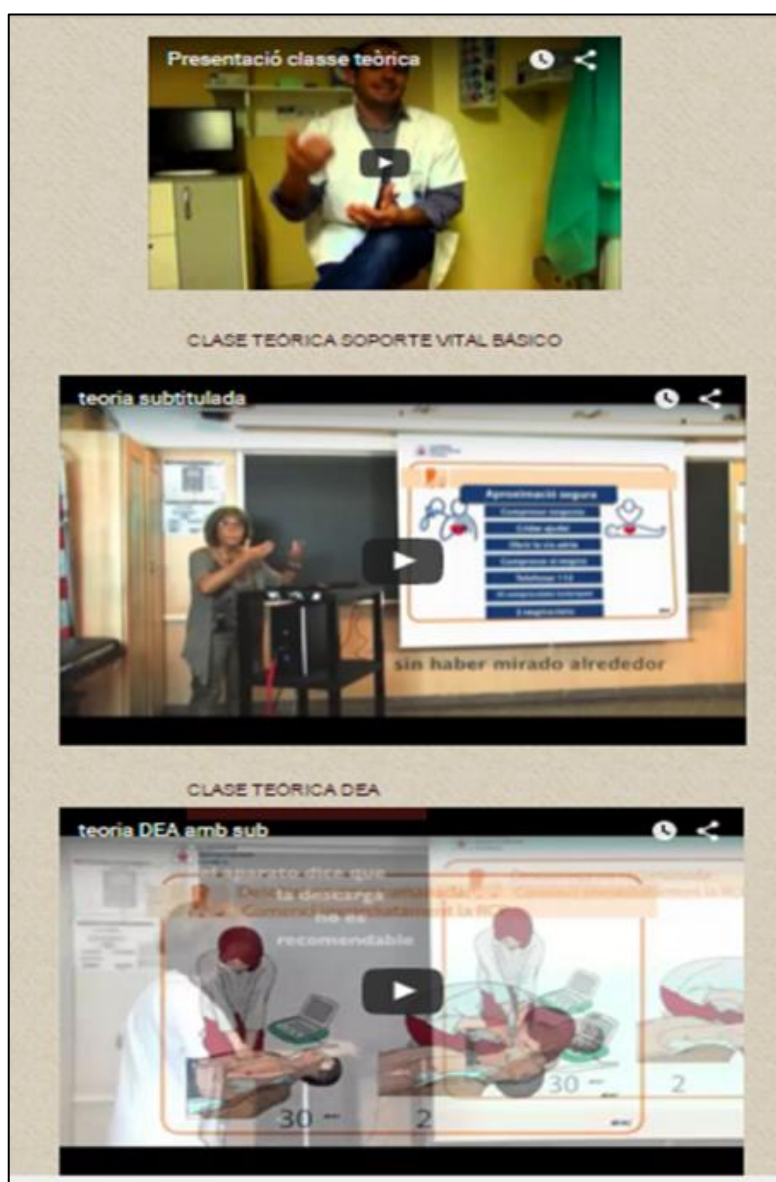 Presentació classe teòrica
CLASE TEÓRICA SOPORTE VITAL BÁSICO
teoria subtitulada
Aproximació segura
Comprovar resposta
Cridar ajuda!
Obrir la via aèria
Comprovar si respira
Telefonar 112
30 compressions toràciques
2 respiracions
sin haber mirado alrededor
CLASE TEÓRICA DEA
teoria DEA amb sub
el aparato dice que
la descarga
no es
recomendable
30
2
30
2